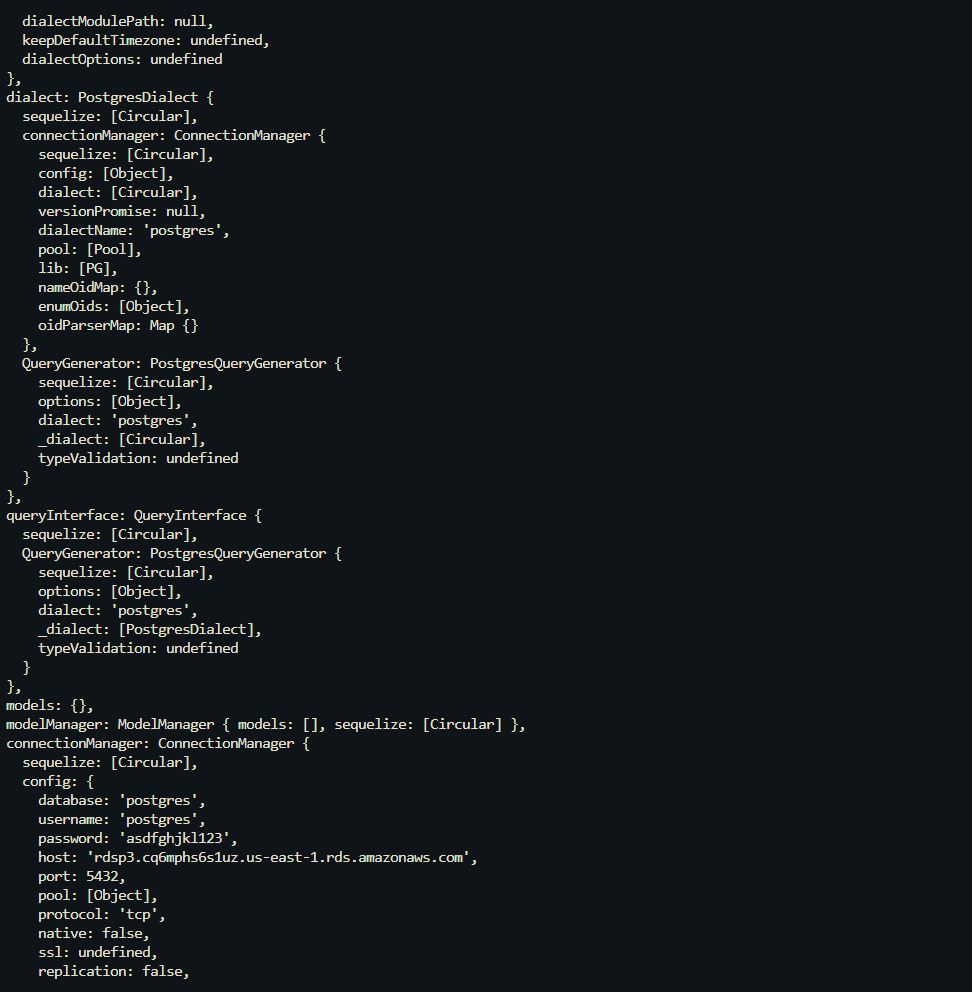 dialectModulePath: null,
keepDefaultTimezone: undefined,
dialectOptions: undefined
},
dialect: PostgresDialect {
sequelize: [Circular],
connectionManager: ConnectionManager {
sequelize: [Circular],
config: [Object],
dialect: [Circular],
versionPromise: null,
dialectName: 'postgres',
pool: [Pool],
lib: [PG],
nameOidMap: {},
enumOids: [Object],
oidParserMap: Map {}
},
QueryGenerator: PostgresQueryGenerator {
sequelize: [Circular],
options: [Object],
dialect: 'postgres',
_dialect: [Circular],
typeValidation: undefined
}
},
queryInterface: QueryInterface {
sequelize: [Circular],
QueryGenerator: PostgresQueryGenerator {
sequelize: [Circular],
options: [Object],
dialect: 'postgres',
_dialect: [PostgresDialect],
typeValidation: undefined
}
},
models: {},
modelManager: ModelManager { models: [], sequelize: [Circular] },
connectionManager: ConnectionManager {
sequelize: [Circular],
config: {
database: 'postgres',
username: 'postgres',
password: 'asdfghjkl123',
host: 'rdsp3.cq6mphs6s1uz.us-east-1.rds.amazonaws.com',
port: 5432,
pool: [Object],
protocol: 'tcp',
native: false,
ssl: undefined,
replication: false,